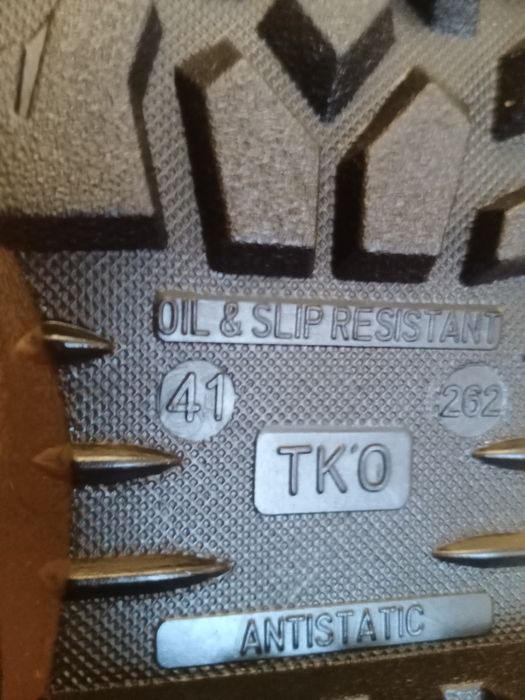 OIL & SLIP RESISTANT
41 262
TK'O
ANTISTATIC